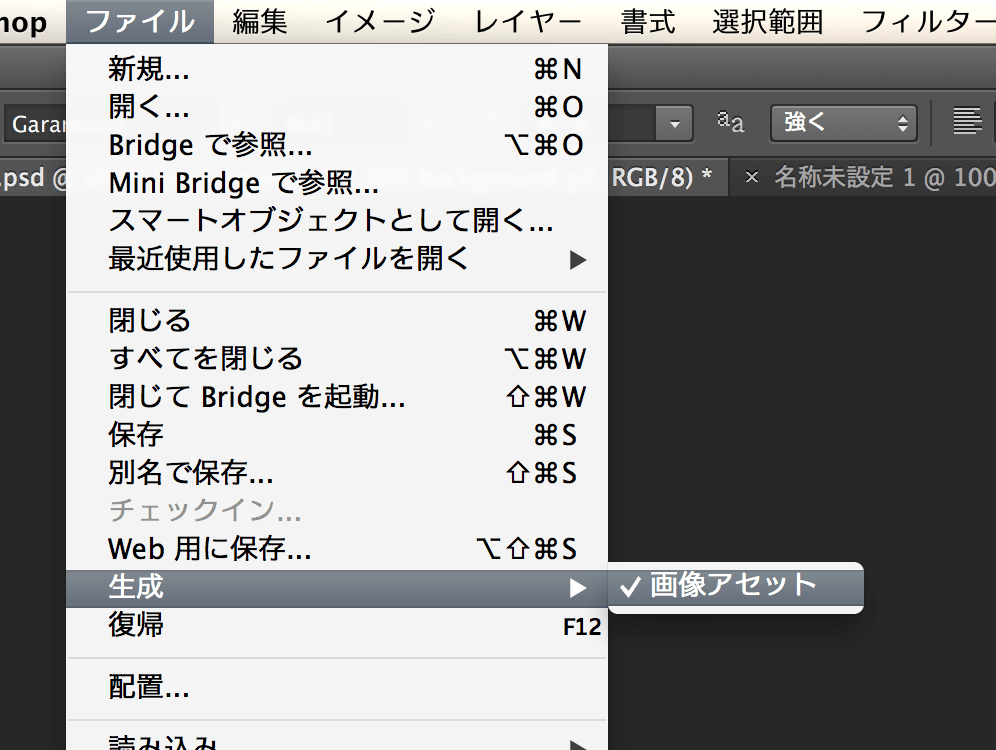 hop ファイル 編集 イメージ レイヤー 書式 選択範囲 フィルター
Garar aa 強く
.psd @ RGB/8) * × 名称未設定 1 @ 100
新規... ⌘N
開く... ⌘O
Bridge で参照... ⌥⌘O
Mini Bridge で参照...
スマートオブジェクトとして開く...
最近使用したファイルを開く ▶
閉じる ⌘W
すべてを閉じる ⌥⌘W
閉じて Bridge を起動... ⇧⌘W
保存 ⌘S
別名で保存... ⇧⌘S
チェックイン...
Web 用に保存... ⌥⇧⌘S
生成 ▶ ✓ 画像アセット
復帰 F12
配置...
読み込み ▶